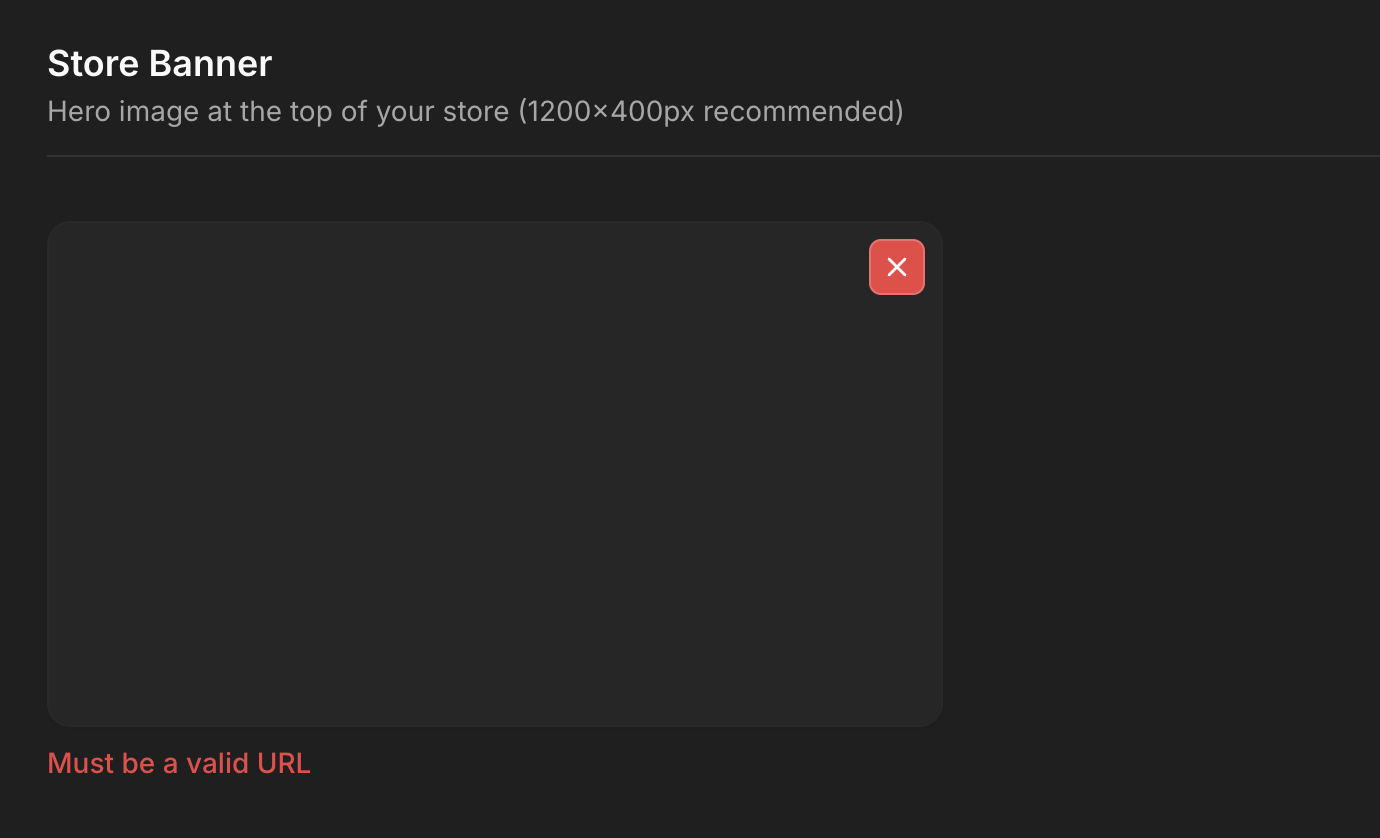 Store Banner
Hero image at the top of your store (1200×400px recommended)
Must be a valid URL